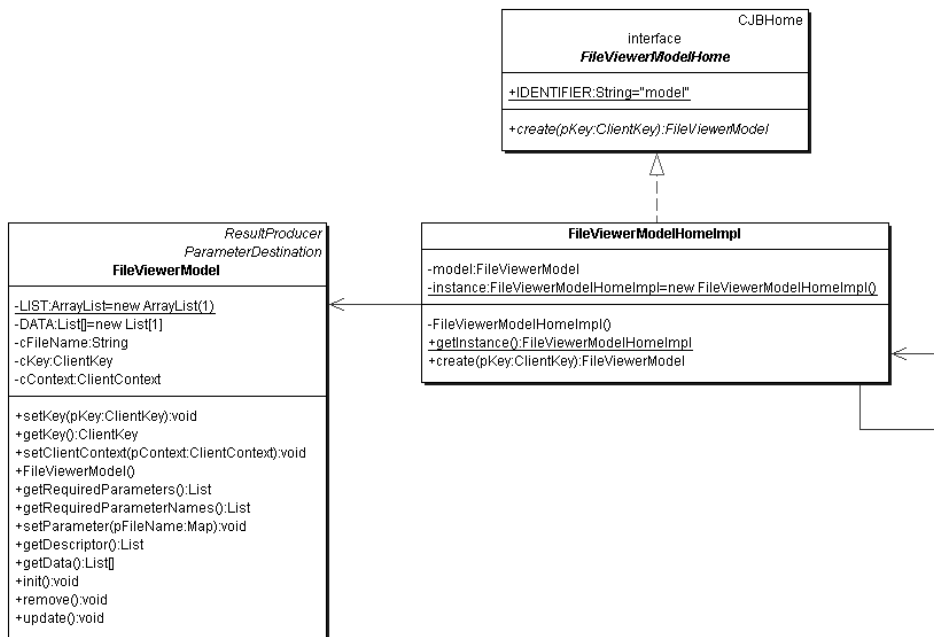 CJBHome
interface
FileViewerModelHome
+IDENTIFIER:String="model"
+create(pKey:ClientKey):FileViewerModel
ResultProducer
ParameterDestination
FileViewerModel
-LIST:ArrayList=new ArrayList(1)
-DATA:List[]=new List[1]
-cFileName:String
-cKey:ClientKey
-cContext:ClientContext
+setKey(pKey:ClientKey):void
+getKey():ClientKey
+setClientContext(pContext:ClientContext):void
+FileViewerModel()
+getRequiredParameters():List
+getRequiredParameterNames():List
+setParameter(pFileName:Map):void
+getDescriptor():List
+getData():List[]
+init():void
+remove():void
+update():void
FileViewerModelHomeImpl
-model:FileViewerModel
-instance:FileViewerModelHomeImpl=new FileViewerModelHomeImpl()
-FileViewerModelHomeImpl()
+getInstance():FileViewerModelHomeImpl
+create(pKey:ClientKey):FileViewerModel